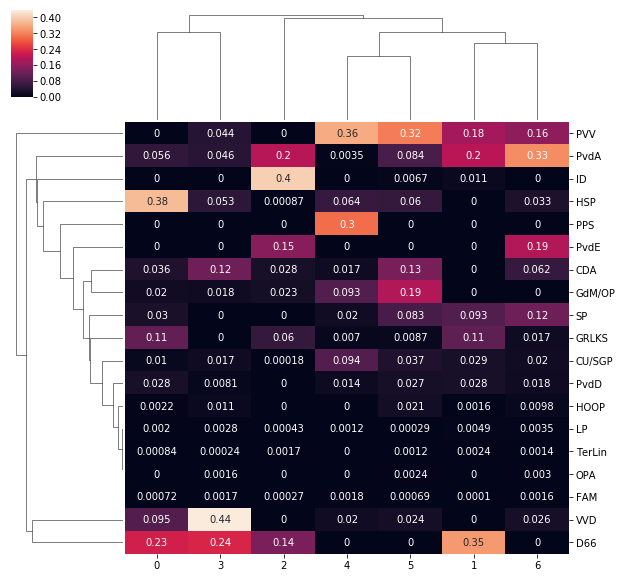 0.40
0.32
0.24
0.16
0.08
0.00
0 0.044 0 0.36 0.32 0.18 0.16 PVV
0.056 0.046 0.2 0.0035 0.084 0.2 0.33 PvdA
0 0 0.4 0 0.0067 0.011 0 ID
0.38 0.053 0.00087 0.064 0.06 0 0.033 HSP
0 0 0 0.3 0 0 0 PPS
0 0 0.15 0 0 0 0.19 PvdE
0.036 0.12 0.028 0.017 0.13 0 0.062 CDA
0.02 0.018 0.023 0.093 0.19 0 0 GdM/OP
0.03 0 0 0.02 0.083 0.093 0.12 SP
0.11 0 0.06 0.007 0.0087 0.11 0.017 GRLKS
0.01 0.017 0.00018 0.094 0.037 0.029 0.02 CU/SGP
0.028 0.0081 0 0.014 0.027 0.028 0.018 PvdD
0.0022 0.011 0 0 0.021 0.0016 0.0098 HOOP
0.002 0.0028 0.00043 0.0012 0.00029 0.0049 0.0035 LP
0.00084 0.00024 0.0017 0 0.0012 0.0024 0.0014 TerLin
0 0.0016 0 0 0.0024 0 0.003 OPA
0.00072 0.0017 0.00027 0.0018 0.00069 0.0001 0.0016 FAM
0.095 0.44 0 0.02 0.024 0 0.026 VVD
0.23 0.24 0.14 0 0 0.35 0 D66
0 3 2 4 5 1 6